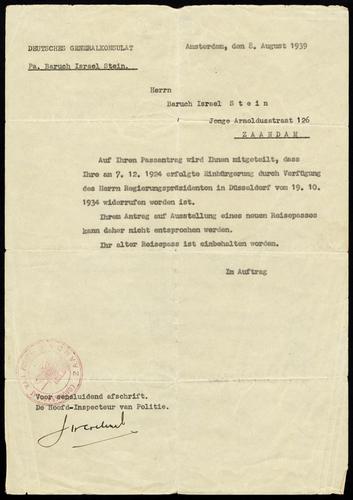 DEUTSCHES GENERALKONSULAT
Amsterdam, den 8. August 1939
Pa. Baruch Israel Stein.
Herrn
Baruch Israel Stein
Jonge Arnoldusstraat 126
ZAANDAM
Auf Ihren Passantrag wird Ihnen mitgeteilt, dass
Ihre am 7. 12. 1924 erfolgte Einbürgerung durch Verfügung
des Herrn Regierungspräsidenten in Düsseldorf vom 19. 10.
1934 widerrufen worden ist.
Ihrem Antrag auf Ausstellung eines neuen Reisepasses
kann daher nicht entsprochen werden.
Ihr alter Reisepass ist einbehalten worden.
Im Auftrag
Voor eensluidend afschrift.
De Hoofd-Inspecteur van Politie.